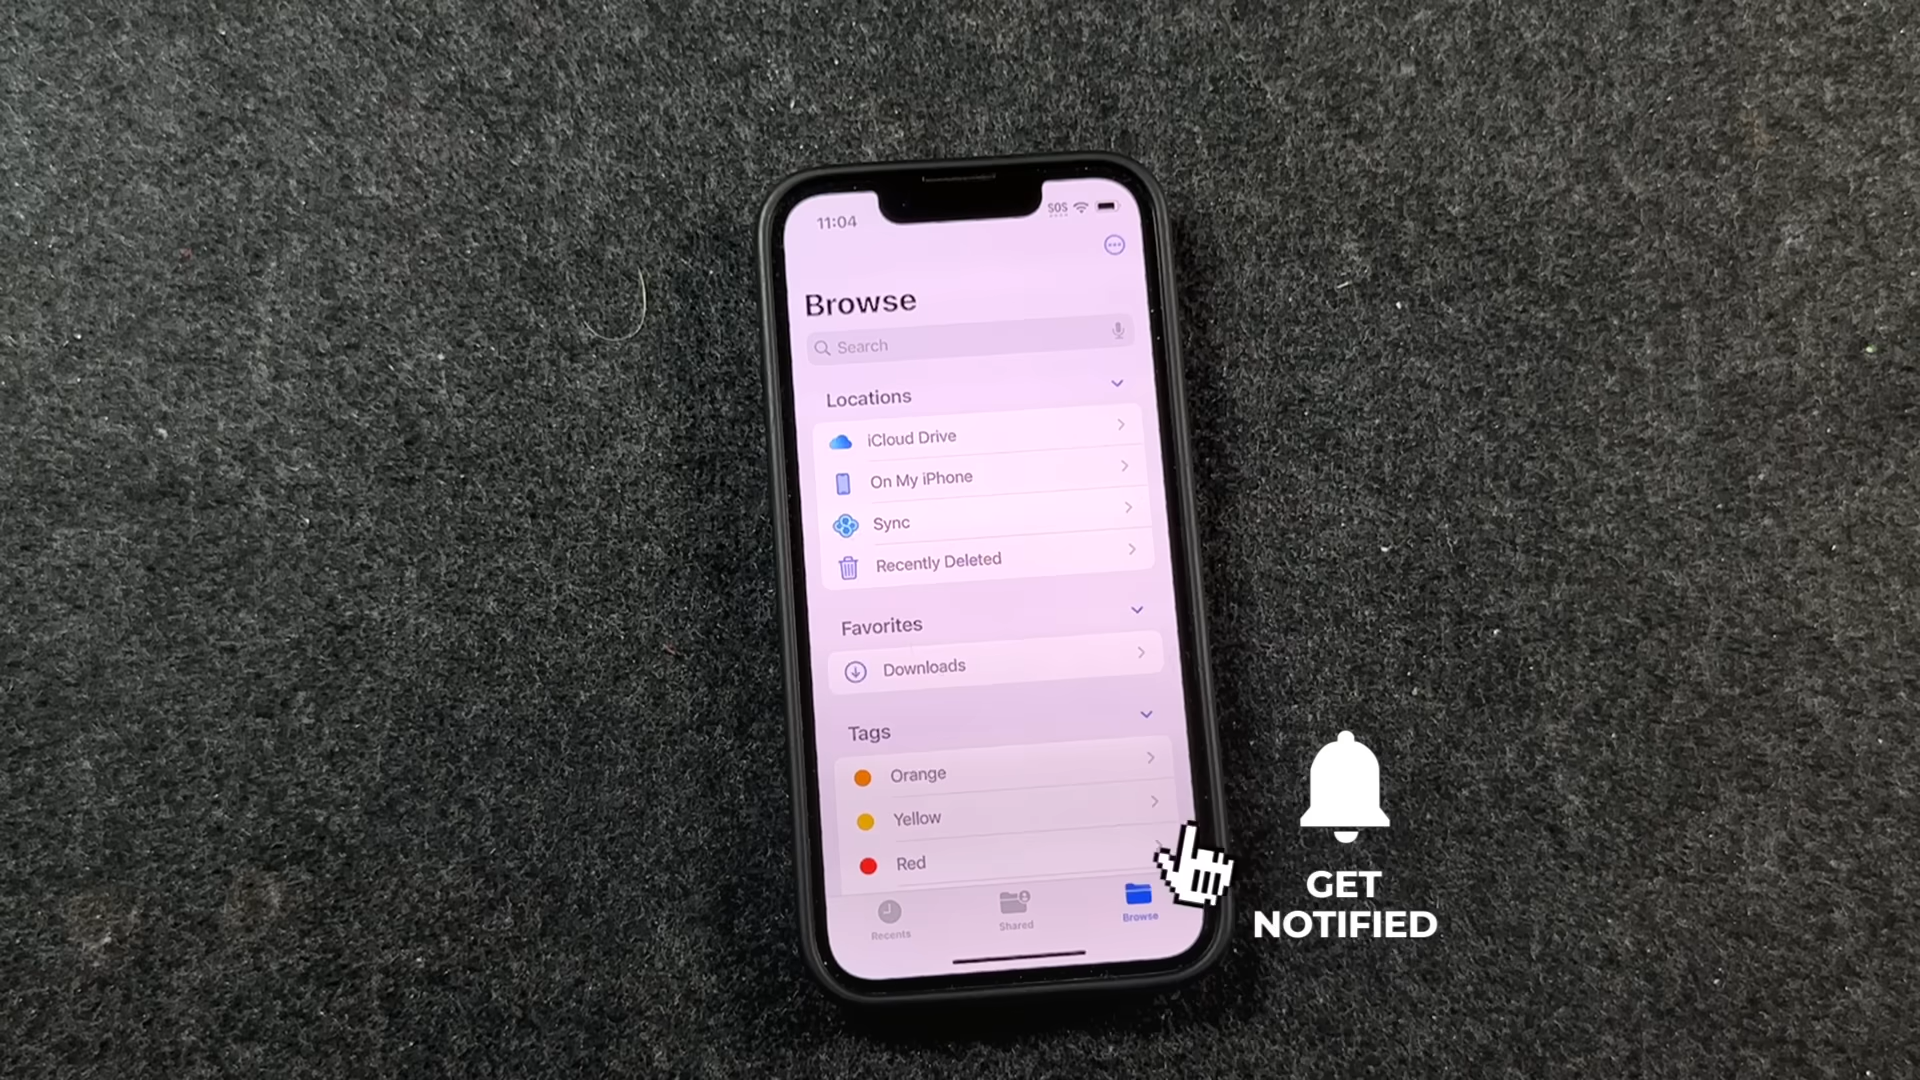 11:04
SOS
Browse
Search
Locations
iCloud Drive
On My iPhone
Sync
Recently Deleted
Favorites
Downloads
Tags
Orange
Yellow
Red
Recents
Shared
Browse
GET
NOTIFIED